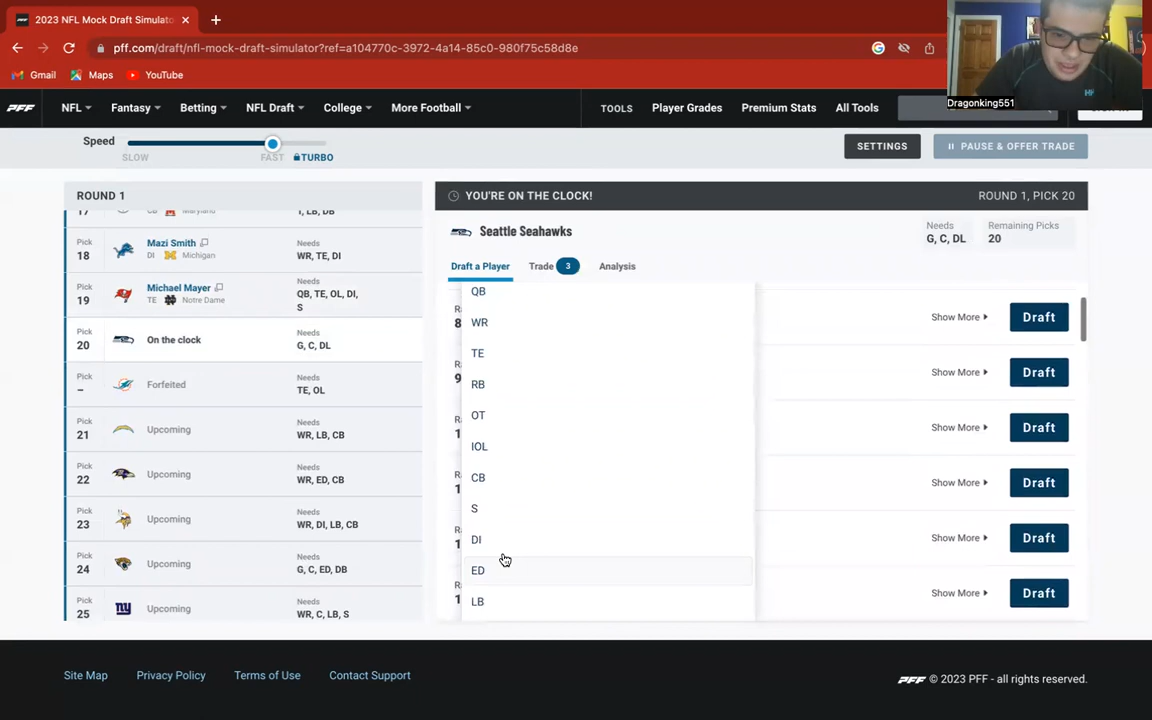 2023 NFL Mock Draft Simulato
pff.com/draft/nfl-mock-draft-simulator?ref=a104770c-3972-4a14-85c0-980f75c58d8e
Gmail Maps YouTube
Dragonking551
PFF NFL Fantasy Betting NFL Draft College More Football TOOLS Player Grades Premium Stats All Tools
Speed
SLOW FAST TURBO
SETTINGS
PAUSE & OFFER TRADE
ROUND 1
17 CB Maryland T, LB, DB
Pick 18 Mazi Smith DI Michigan Needs WR, TE, DI
Pick 19 Michael Mayer TE Notre Dame Needs QB, TE, OL, DI, S
Pick 20 On the clock Needs G, C, DL
Pick – Forfeited Needs TE, OL
Pick 21 Upcoming Needs WR, LB, CB
Pick 22 Upcoming Needs WR, ED, CB
Pick 23 Upcoming Needs WR, DI, LB, CB
Pick 24 Upcoming Needs G, C, ED, DB
Pick 25 Upcoming Needs WR, C, LB, S
YOU'RE ON THE CLOCK! ROUND 1, PICK 20
Seattle Seahawks
Needs G, C, DL
Remaining Picks 20
Draft a Player Trade 3 Analysis
QB
WR
TE
RB
OT
IOL
CB
S
DI
ED
LB
Show More Draft
Show More Draft
Show More Draft
Show More Draft
Show More Draft
Show More Draft
Site Map Privacy Policy Terms of Use Contact Support
PFF © 2023 PFF - all rights reserved.